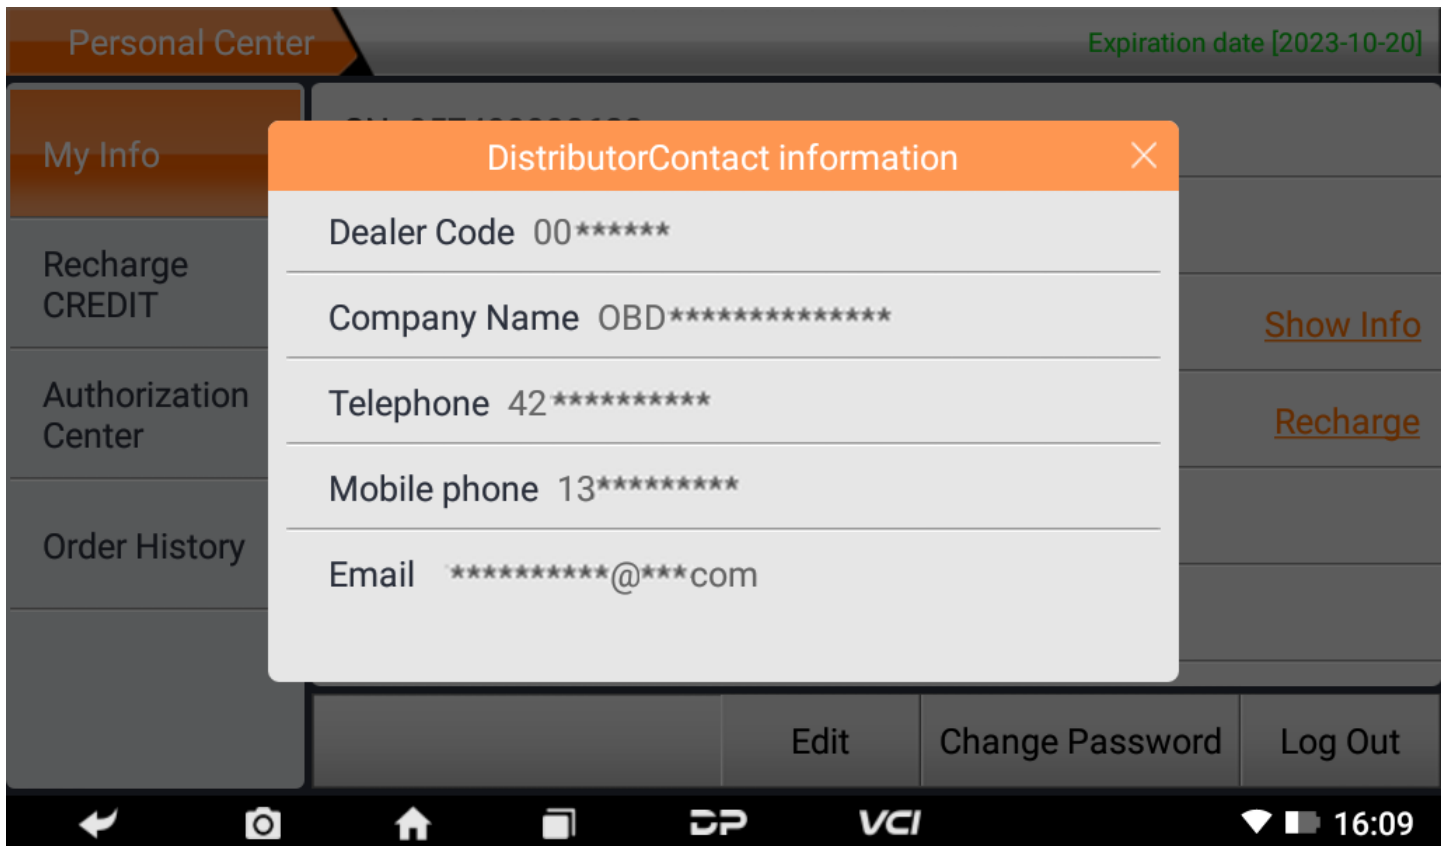 Personal Center
Expiration date [2023-10-20]
My Info
Recharge
CREDIT
Authorization
Center
Order History
DistributorContact information
Dealer Code 00******
Company Name OBD**************
Telephone 42**********
Mobile phone 13*********
Email **********@***com
Show Info
Recharge
Edit
Change Password
Log Out
DP
VCI
16:09